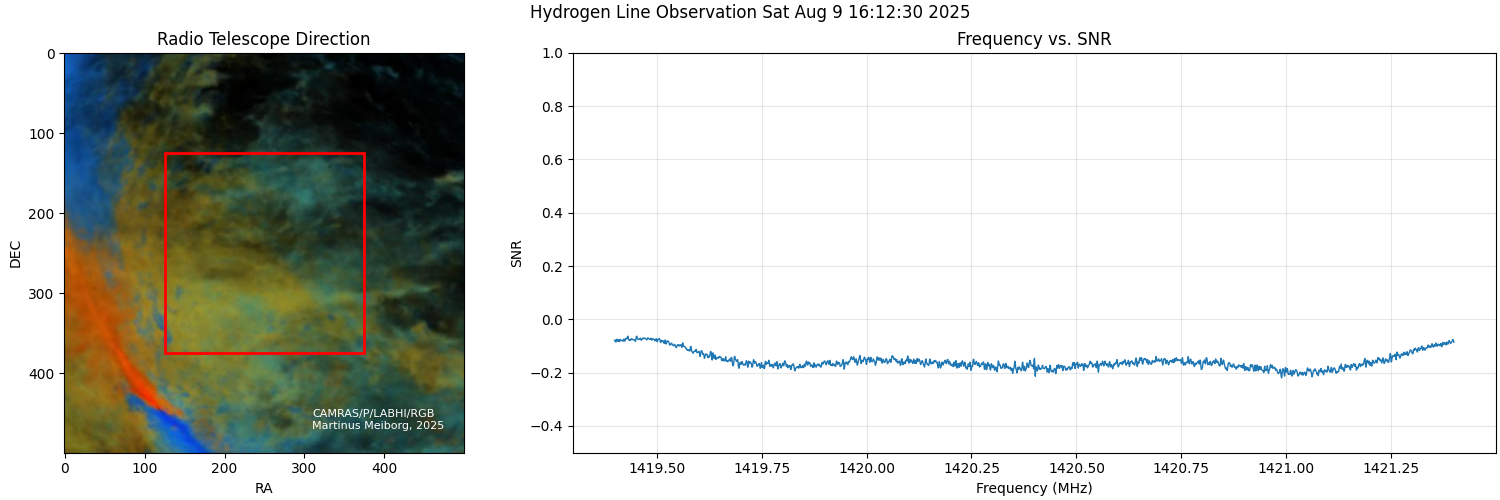 Hydrogen Line Observation Sat Aug 9 16:12:30 2025
Radio Telescope Direction
0
100
200
300
400
DEC
0 100 200 300 400
RA
CAMRAS/P/LABHI/RGB
Martinus Meiborg, 2025
Frequency vs. SNR
1.0
0.8
0.6
0.4
0.2
0.0
−0.2
−0.4
SNR
1419.50 1419.75 1420.00 1420.25 1420.50 1420.75 1421.00 1421.25
Frequency (MHz)